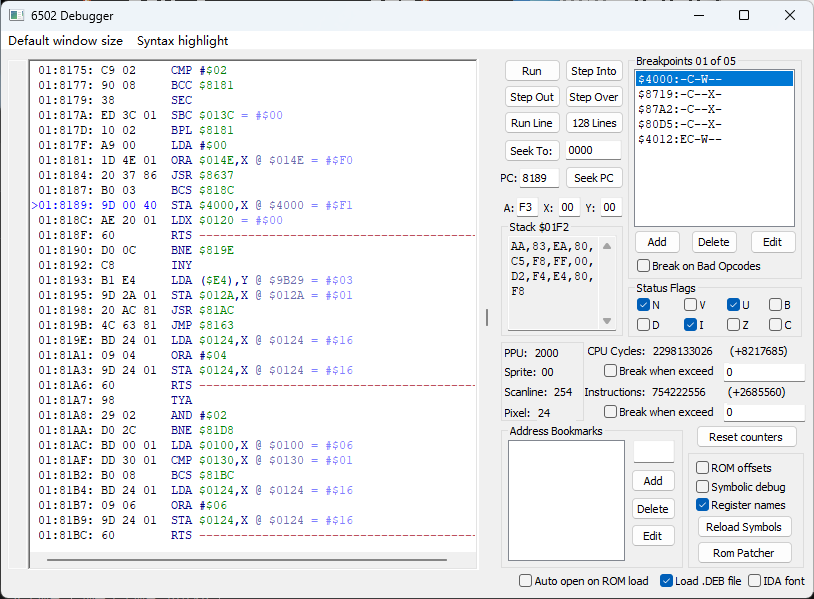 6502 Debugger
Default window size Syntax highlight
01:8175: C9 02 CMP #$02
01:8177: 90 08 BCC $8181
01:8179: 38 SEC
01:817A: ED 3C 01 SBC $013C = #$00
01:817D: 10 02 BPL $8181
01:817F: A9 00 LDA #$00
01:8181: 1D 4E 01 ORA $014E,X @ $014E = #$F0
01:8184: 20 37 86 JSR $8637
01:8187: B0 03 BCS $818C
>01:8189: 9D 00 40 STA $4000,X @ $4000 = #$F1
01:818C: AE 20 01 LDX $0120 = #$00
01:818F: 60 RTS -----------------------------------------
01:8190: D0 0C BNE $819E
01:8192: C8 INY
01:8193: B1 E4 LDA ($E4),Y @ $9B29 = #$03
01:8195: 9D 2A 01 STA $012A,X @ $012A = #$01
01:8198: 20 AC 81 JSR $81AC
01:819B: 4C 63 81 JMP $8163
01:819E: BD 24 01 LDA $0124,X @ $0124 = #$16
01:81A1: 09 04 ORA #$04
01:81A3: 9D 24 01 STA $0124,X @ $0124 = #$16
01:81A6: 60 RTS -----------------------------------------
01:81A7: 98 TYA
01:81A8: 29 02 AND #$02
01:81AA: D0 2C BNE $81D8
01:81AC: BD 00 01 LDA $0100,X @ $0100 = #$06
01:81AF: DD 30 01 CMP $0130,X @ $0130 = #$01
01:81B2: B0 08 BCS $81BC
01:81B4: BD 24 01 LDA $0124,X @ $0124 = #$16
01:81B7: 09 06 ORA #$06
01:81B9: 9D 24 01 STA $0124,X @ $0124 = #$16
01:81BC: 60 RTS -----------------------------------------
Run Step Into
Step Out Step Over
Run Line 128 Lines
Seek To: 0000
PC: 8189 Seek PC
A: F3 X: 00 Y: 00
Stack $01F2
AA,83,EA,80,
C5,F8,FF,00,
D2,F4,E4,80,
F8
Breakpoints 01 of 05
$4000:-C-W--
$8719:-C--X-
$87A2:-C--X-
$80D5:-C--X-
$4012:EC-W--
Add Delete Edit
Break on Bad Opcodes
Status Flags
N V U B
D I Z C
PPU: 2000
Sprite: 00
Scanline: 254
Pixel: 24
CPU Cycles: 2298133026 (+8217685)
Break when exceed 0
Instructions: 754222556 (+2685560)
Break when exceed 0
Address Bookmarks
Add
Delete
Edit
Reset counters
ROM offsets
Symbolic debug
Register names
Reload Symbols
Rom Patcher
Auto open on ROM load Load .DEB file IDA font